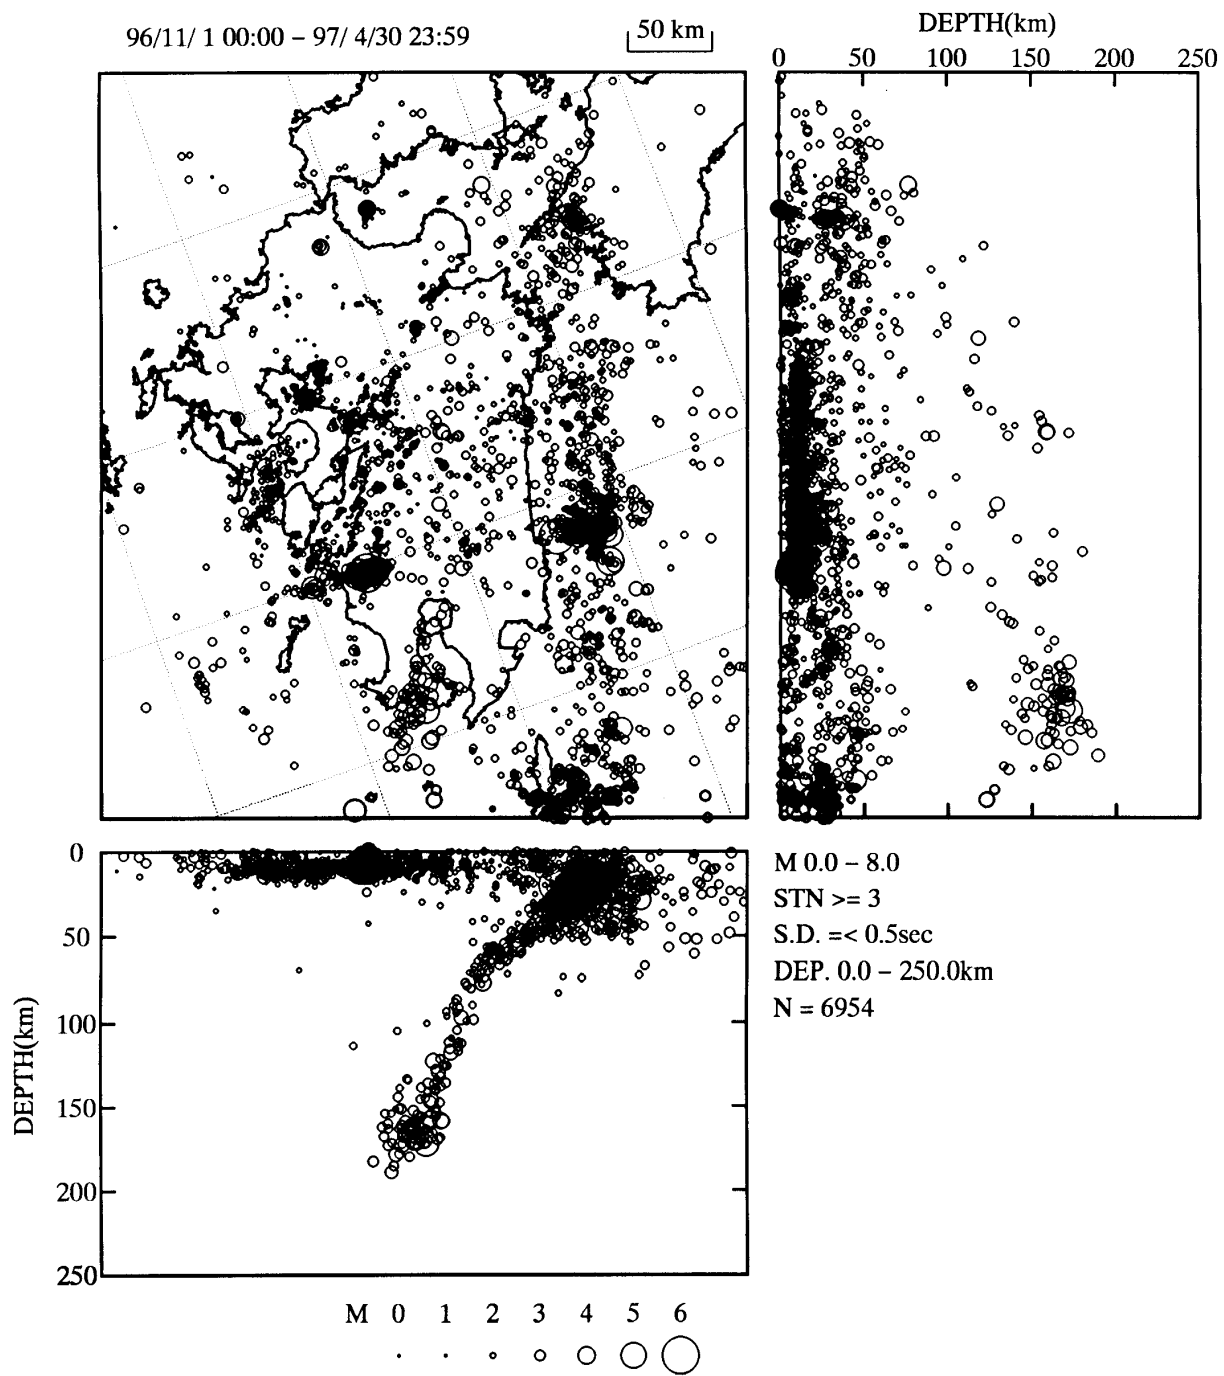 96/11/ 1 00:00 – 97/ 4/30 23:59
50 km
DEPTH(km)
0 50 100 150 200 250
0
50
100
150
200
250
DEPTH(km)
M 0.0 – 8.0
STN >= 3
S.D. =< 0.5sec
DEP. 0.0 – 250.0km
N = 6954
M 0 1 2 3 4 5 6